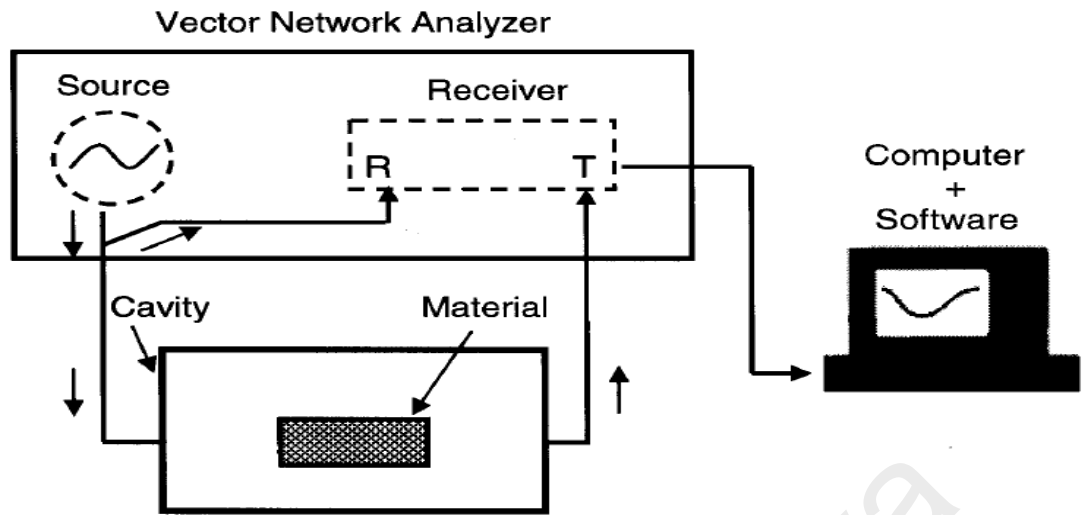 Vector Network Analyzer
Source
Receiver
R
T
Computer
+
Software
Cavity
Material